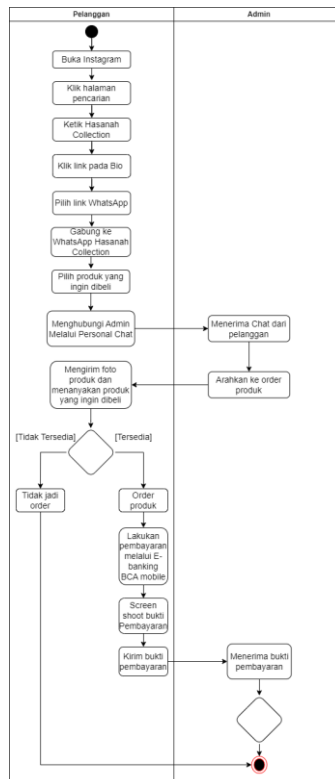 Pelanggan
Admin
Buka Instagram
Klik halaman
pencarian
Ketik Hasanah
Collection
Klik link pada Bio
Pilih link WhatsApp
Gabung ke
WhatsApp Hasanah
Collection
Pilih produk yang
ingin dibeli
Menghubungi Admin
Melalui Personal Chat
Menerima Chat dari
pelanggan
Arahkan ke order
produk
Mengirim foto
produk dan
menanyakan produk
yang ingin dibeli
[Tidak Tersedia]
[Tersedia]
Tidak jadi
order
Order
produk
Lakukan
pembayaran
melalui E-
banking
BCA mobile
Screen
shoot bukti
Pembayaran
Kirim bukti
pembayaran
Menerima bukti
pembayaran